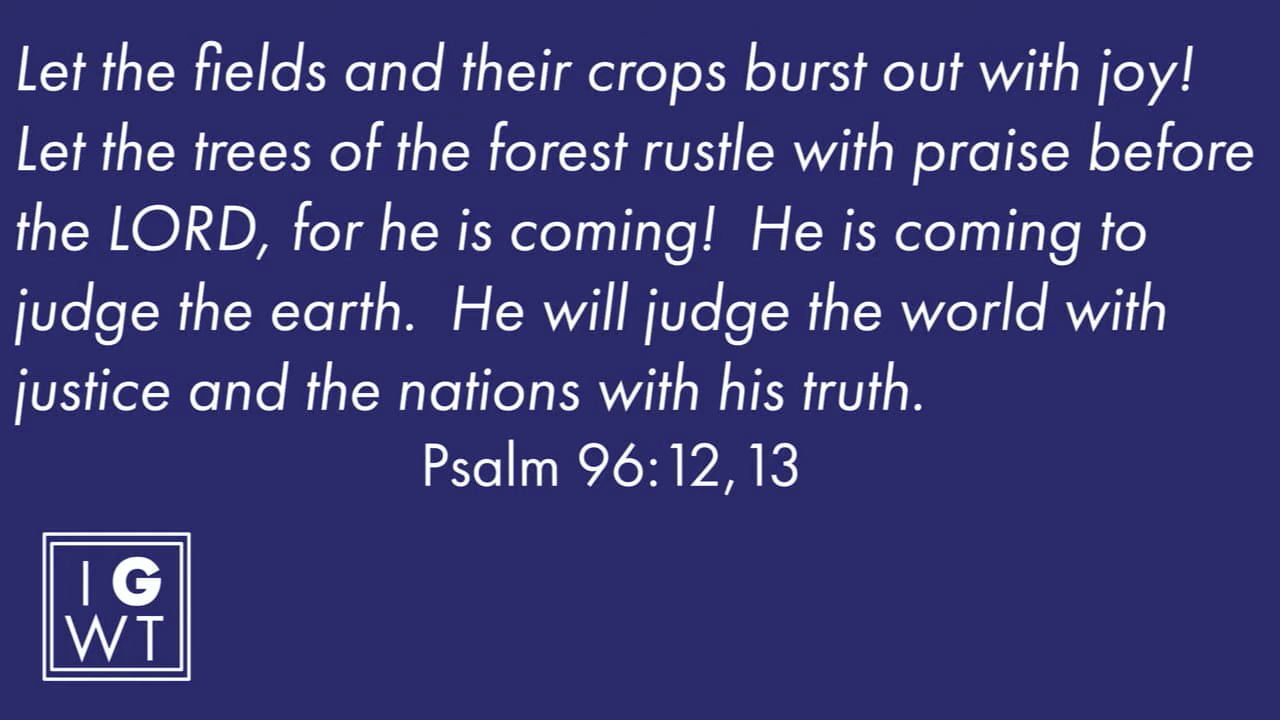 Let the fields and their crops burst out with joy!
Let the trees of the forest rustle with praise before
the LORD, for he is coming!  He is coming to
judge the earth.  He will judge the world with
justice and the nations with his truth.
Psalm 96:12,13
I G
WT